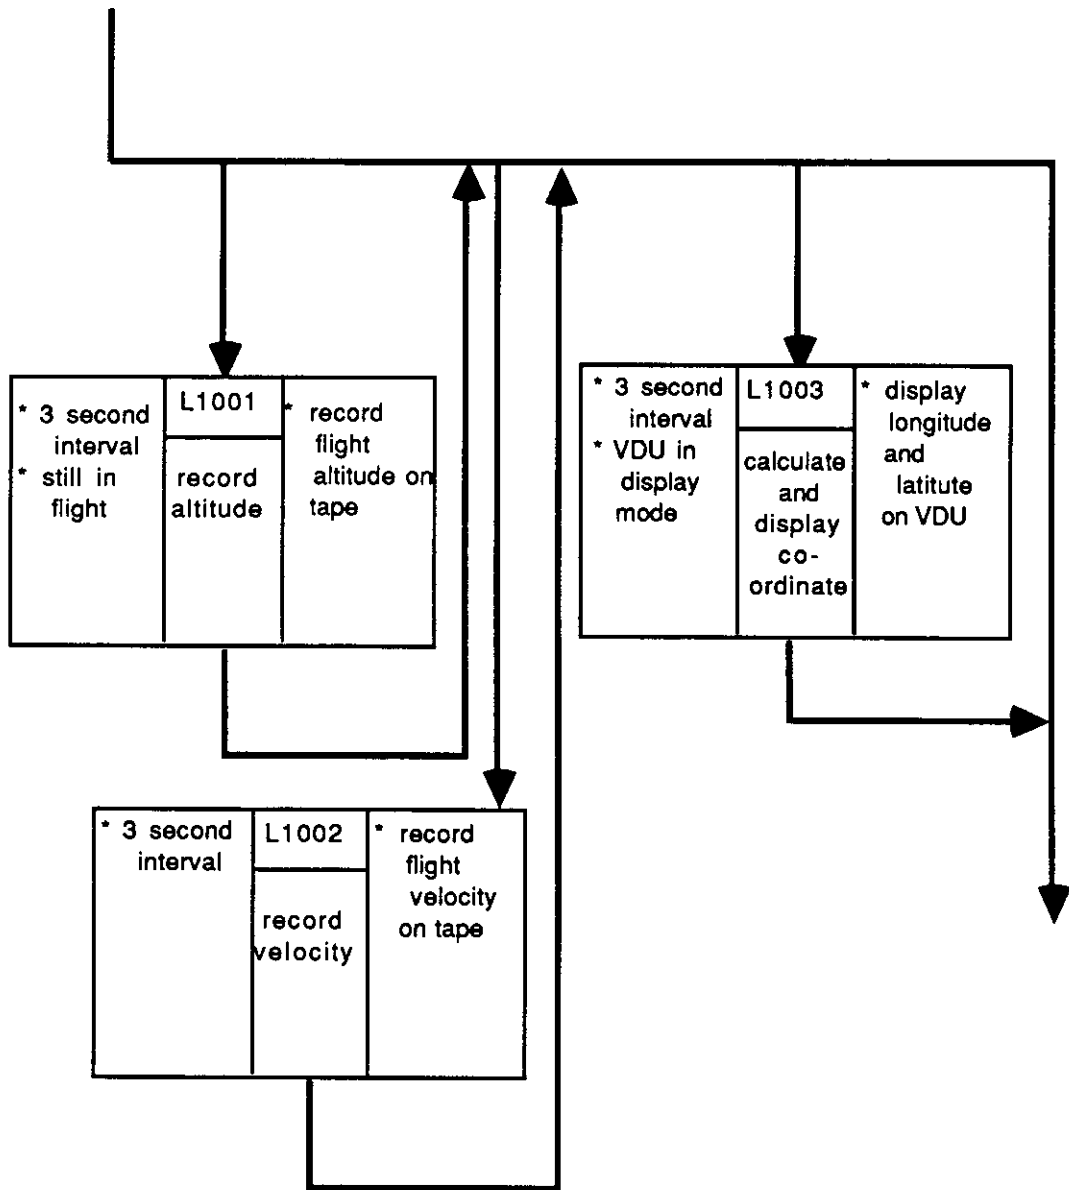 * 3 second
interval
* still in
flight
L1001
record
altitude
* record
flight
altitude on
tape
* 3 second
interval
* VDU in
display
mode
L1003
calculate
and
display
co-
ordinate
* display
longitude
and
latitute
on VDU
* 3 second
interval
L1002
record
velocity
* record
flight
velocity
on tape